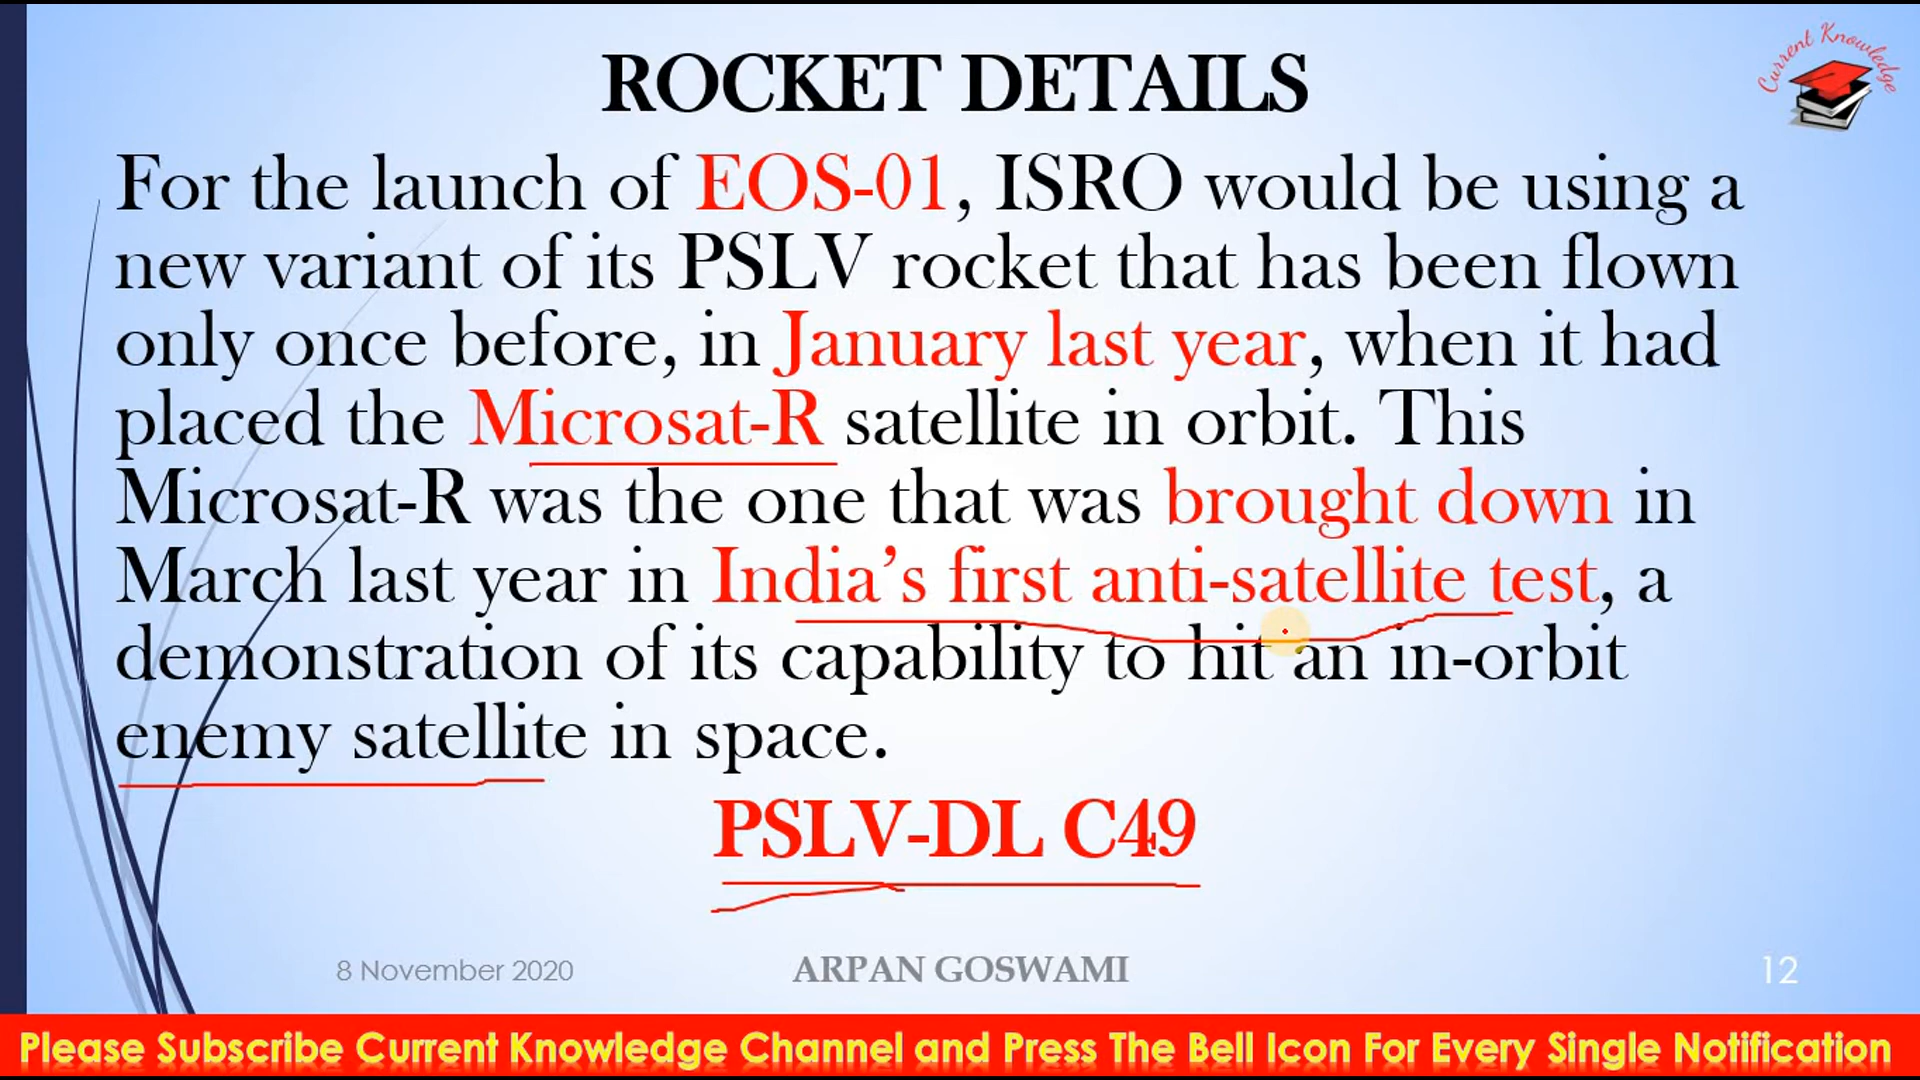 ROCKET DETAILS
Current Knowledge
For the launch of EOS-01, ISRO would be using a
new variant of its PSLV rocket that has been flown
only once before, in January last year, when it had
placed the Microsat-R satellite in orbit. This
Microsat-R was the one that was brought down in
March last year in India’s first anti-satellite test, a
demonstration of its capability to hit an in-orbit
enemy satellite in space.
PSLV-DL C49
8 November 2020
ARPAN GOSWAMI
12
Please Subscribe Current Knowledge Channel and Press The Bell Icon For Every Single Notification